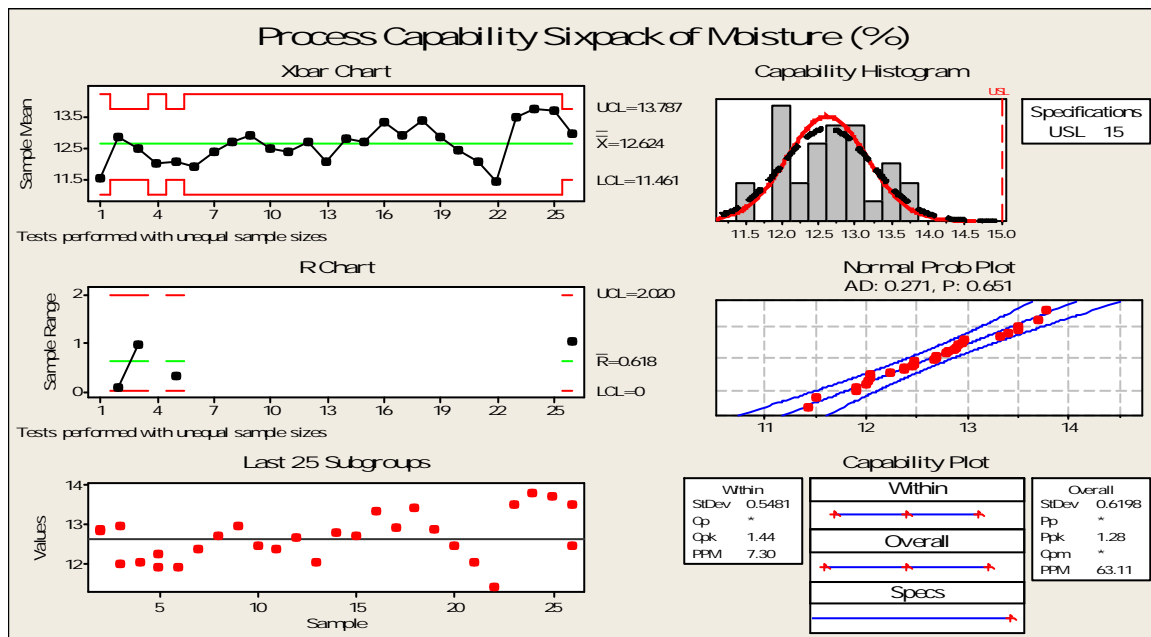 Process Capability Sixpack of Moisture (%)
Xbar Chart
Sample Mean
13.5
12.5
11.5
1 4 7 10 13 16 19 22 25
UCL=13.787
X=12.624
LCL=11.461
Tests performed with unequal sample sizes
Capability Histogram
USL
11.5 12.0 12.5 13.0 13.5 14.0 14.5 15.0
Specifications
USL 15
R Chart
Sample Range
2
1
0
1 4 7 10 13 16 19 22 25
UCL=2.020
R=0.618
LCL=0
Tests performed with unequal sample sizes
Normal Prob Plot
AD: 0.271, P: 0.651
11 12 13 14
Last 25 Subgroups
Values
14
13
12
5 10 15 20 25
Sample
Capability Plot
Within
StDev 0.5481
Cp *
Cpk 1.44
PPM 7.30
Within
Overall
Specs
Overall
StDev 0.6198
Pp *
Ppk 1.28
Cpm *
PPM 63.11